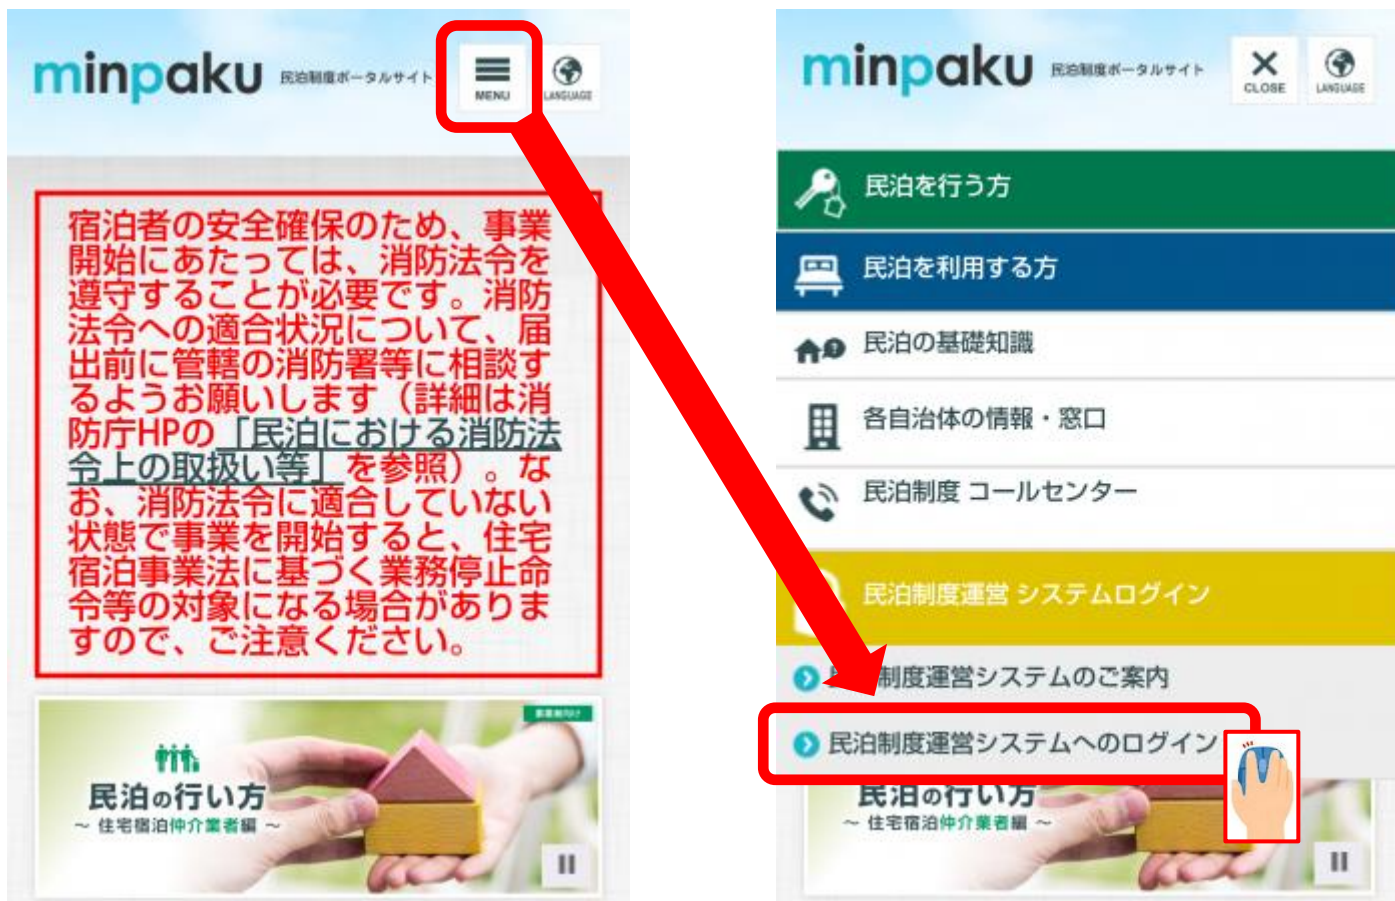 minpaku 民泊制度ポータルサイト
MENU
LANGUAGE
宿泊者の安全確保のため、事業
開始にあたっては、消防法令を
遵守することが必要です。消防
法令への適合状況について、届
出前に管轄の消防署等に相談す
るようお願いします（詳細は消
防庁HPの「民泊における消防法
令上の取扱い等」を参照）。な
お、消防法令に適合していない
状態で事業を開始すると、住宅
宿泊事業法に基づく業務停止命
令等の対象になる場合がありま
すので、ご注意ください。
事業者向け
民泊の行い方
～ 住宅宿泊仲介業者編 ～
minpaku 民泊制度ポータルサイト
CLOSE
LANGUAGE
民泊を行う方
民泊を利用する方
民泊の基礎知識
各自治体の情報・窓口
民泊制度 コールセンター
民泊制度運営 システムログイン
民泊制度運営システムのご案内
民泊制度運営システムへのログイン
民泊の行い方
～ 住宅宿泊仲介業者編 ～